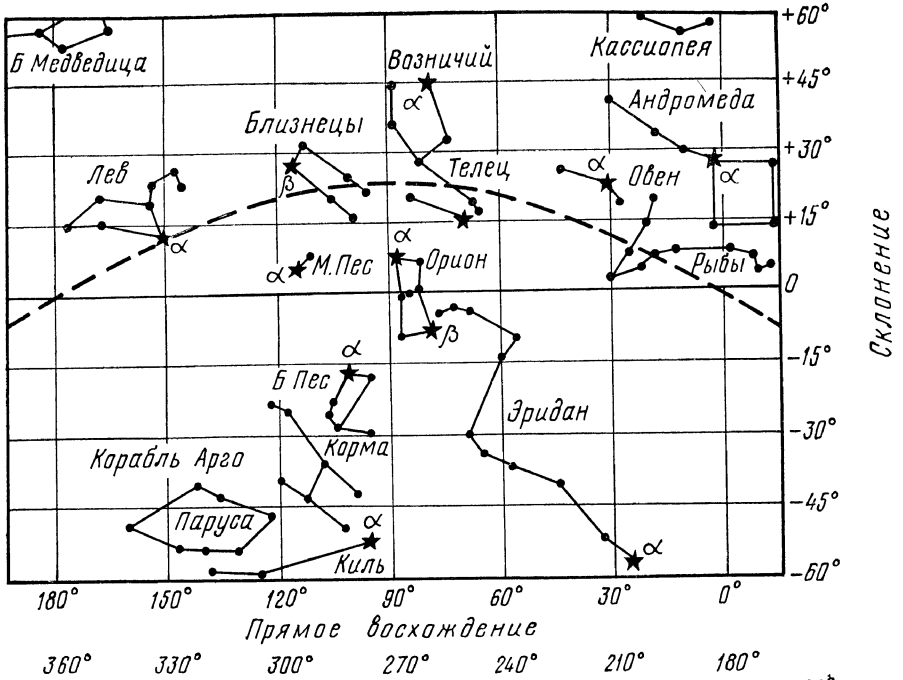 +60°
Кассиопея
Б Медведица
Возничий
+45°
α
Андромеда
Близнецы
+30°
Лев
β
Телец
α
Овен
α
+15°
α
α
М.Пес
α
Орион
Рыбы
0
β
Склонение
−15°
α
Б Пес
Эридан
−30°
Корма
Корабль Арго
−45°
Паруса
α
α
Киль
−60°
180° 150° 120° 90° 60° 30° 0°
Прямое восхождение
360° 330° 300° 270° 240° 210° 180°